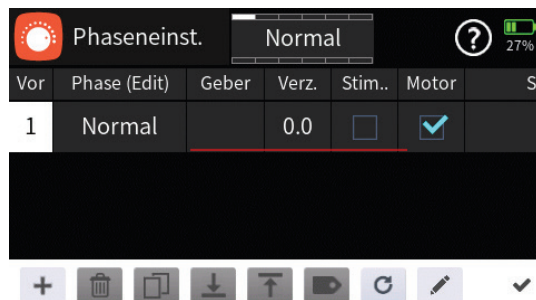 Phaseneinst. Normal ? 27%
Vor Phase (Edit) Geber Verz. Stim.. Motor S
1 Normal 0.0